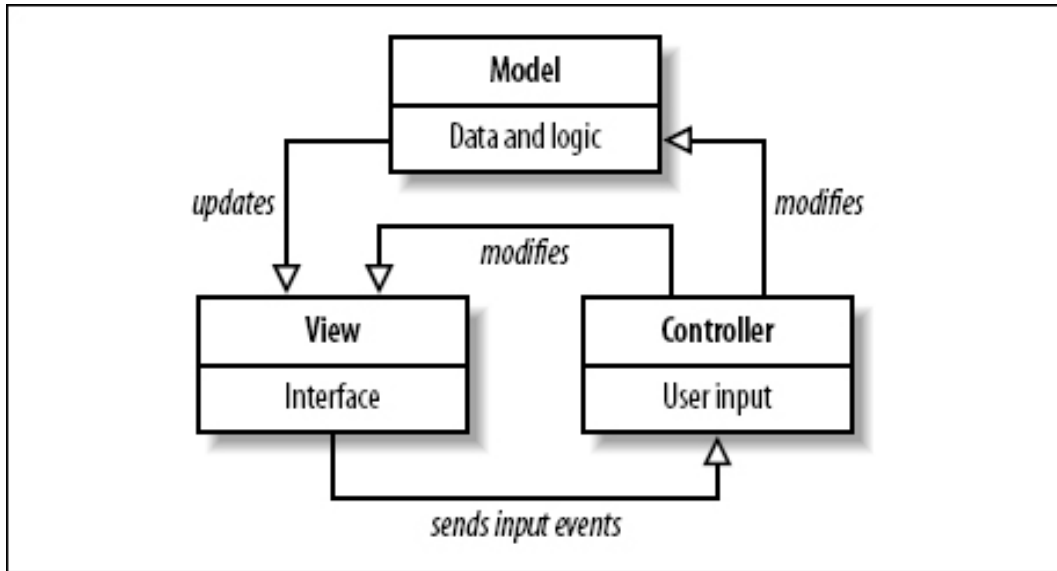 Model
Data and logic
updates
modifies
modifies
View
Controller
Interface
User input
sends input events